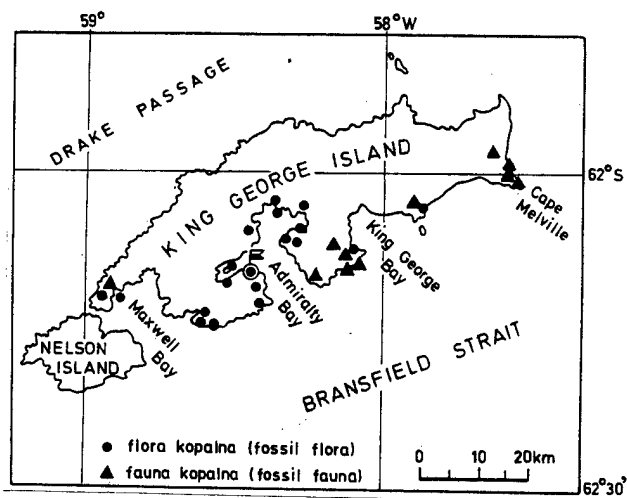 59°
58°W
DRAKE PASSAGE
KING GEORGE ISLAND
62°S
Cape
Melville
King George
Bay
Admiralty
Bay
Maxwell
Bay
NELSON
ISLAND
BRANSFIELD STRAIT
flora kopalna (fossil flora)
fauna kopalna (fossil fauna)
0 10 20km
62°30'